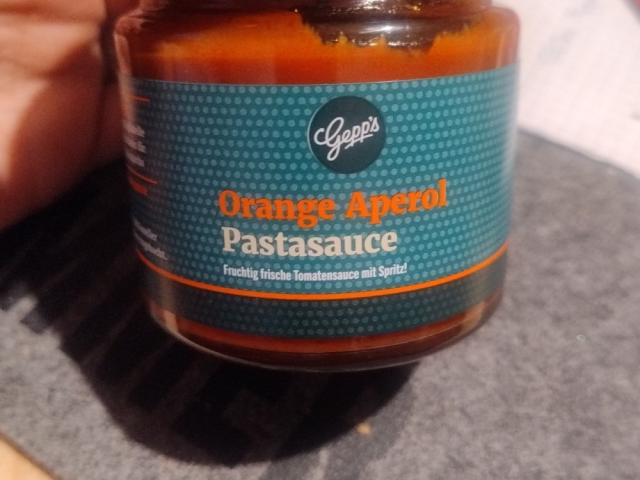 Gepp's
Orange Aperol
Pastasauce
Fruchtig frische Tomatensauce mit Spritz!